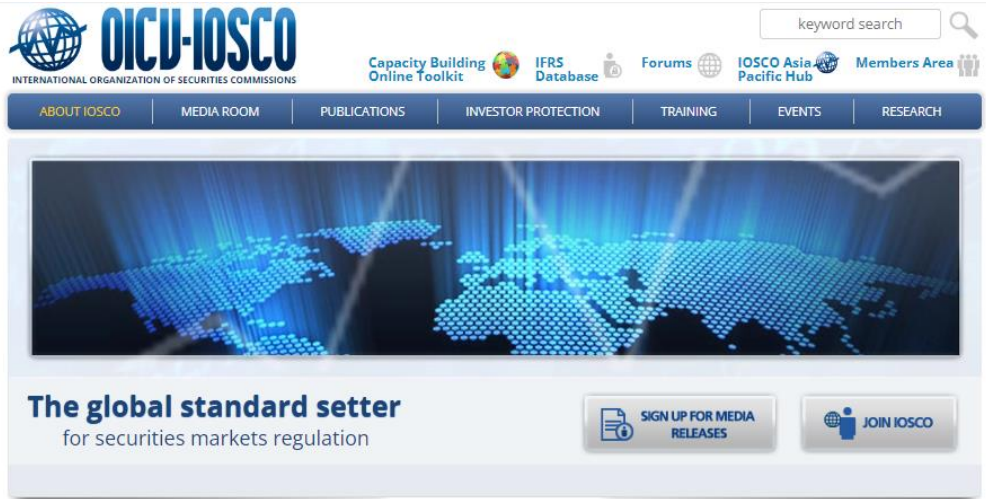 OICU-IOSCO
INTERNATIONAL ORGANIZATION OF SECURITIES COMMISSIONS
keyword search
Capacity Building
Online Toolkit
IFRS
Database
Forums
IOSCO Asia
Pacific Hub
Members Area
ABOUT IOSCO
MEDIA ROOM
PUBLICATIONS
INVESTOR PROTECTION
TRAINING
EVENTS
RESEARCH
The global standard setter
for securities markets regulation
SIGN UP FOR MEDIA
RELEASES
JOIN IOSCO